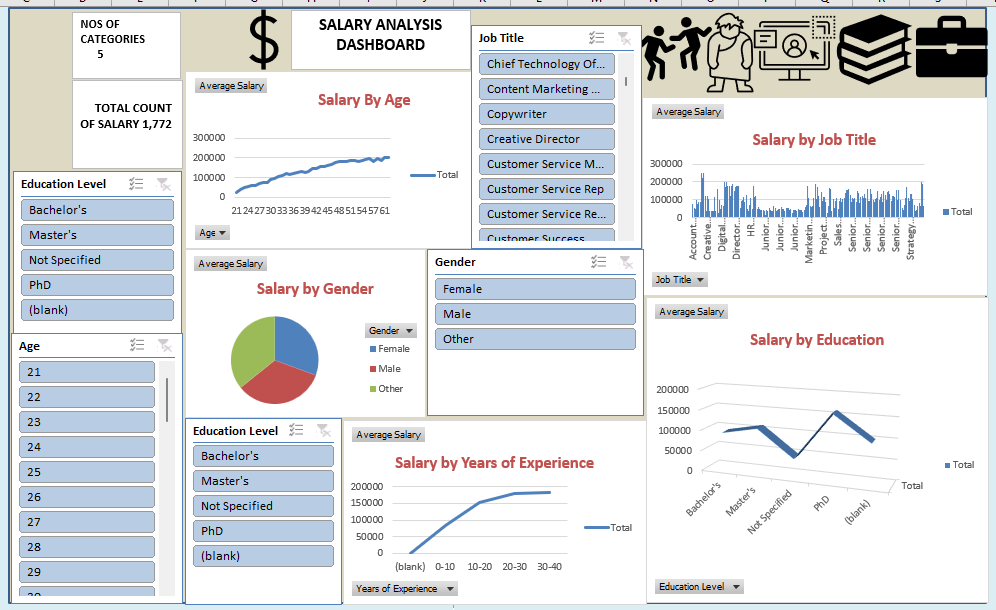 NOS OF
CATEGORIES
5
TOTAL COUNT
OF SALARY 1,772
SALARY ANALYSIS
DASHBOARD
Education Level
Bachelor's
Master's
Not Specified
PhD
(blank)
Age
21
22
23
24
25
26
27
28
29
Average Salary
Salary By Age
300000
200000
100000
0
21 24 27 30 33 36 39 42 45 48 51 54 57 61
Total
Age
Job Title
Chief Technology Of...
Content Marketing ...
Copywriter
Creative Director
Customer Service M...
Customer Service Rep
Customer Service Re...
Customer Success
Average Salary
Salary by Gender
Gender
Female
Male
Other
Gender
Female
Male
Other
Education Level
Bachelor's
Master's
Not Specified
PhD
(blank)
Average Salary
Salary by Years of Experience
200000
150000
100000
50000
0
(blank) 0-10 10-20 20-30 30-40
Total
Years of Experience
Average Salary
Salary by Job Title
300000
200000
100000
0
Account...
Creative...
Digital...
Director...
HR...
Junior...
Junior...
Junior...
Marketin...
Project...
Sales...
Senior...
Senior...
Senior...
Senior...
Strategy...
Total
Job Title
Average Salary
Salary by Education
200000
150000
100000
50000
0
Bachelor's
Master's
Not Specified
PhD
(blank)
Total
Total
Education Level